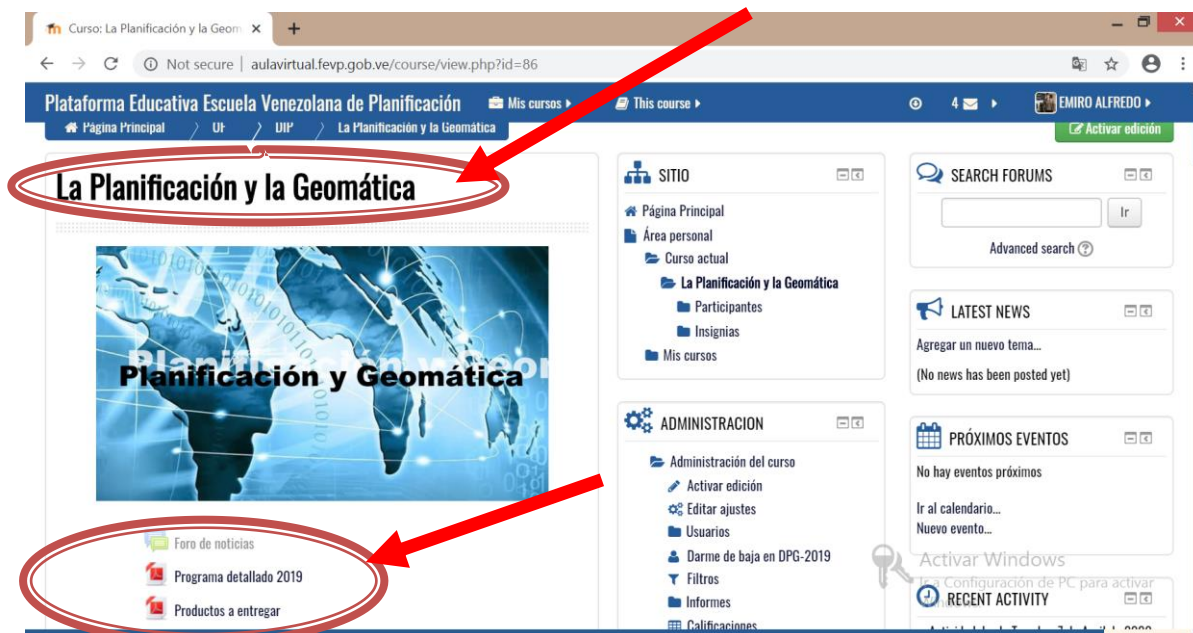 Curso: La Planificación y la Geom
Not secure | aulavirtual.fevp.gob.ve/course/view.php?id=86
Plataforma Educativa Escuela Venezolana de Planificación Mis cursos This course 4 EMIRO ALFREDO
Página Principal UF DIP La Planificación y la Geomática
Activar edición
La Planificación y la Geomática
Planificación y Geomática
Foro de noticias
Programa detallado 2019
Productos a entregar
SITIO
Página Principal
Área personal
Curso actual
La Planificación y la Geomática
Participantes
Insignias
Mis cursos
ADMINISTRACION
Administración del curso
Activar edición
Editar ajustes
Usuarios
Darme de baja en DPG-2019
Filtros
Informes
Calificaciones
SEARCH FORUMS
Ir
Advanced search
LATEST NEWS
Agregar un nuevo tema...
(No news has been posted yet)
PRÓXIMOS EVENTOS
No hay eventos próximos
Ir al calendario...
Nuevo evento...
Activar Windows
Ir a Configuración de PC para activar
RECENT ACTIVITY